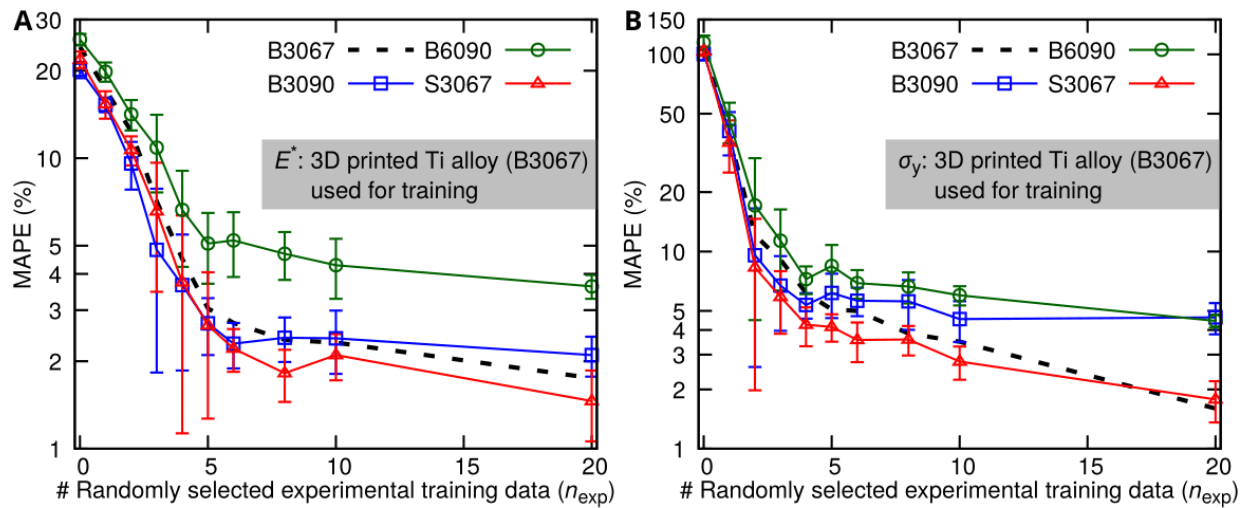 A
30
20
10
5
4
3
2
1
MAPE (%)
B3067
B6090
B3090
S3067
E*: 3D printed Ti alloy (B3067)
used for training
0
5
10
15
20
# Randomly selected experimental training data (nexp)
B
150
100
50
20
10
5
4
3
2
1
MAPE (%)
B3067
B6090
B3090
S3067
σy: 3D printed Ti alloy (B3067)
used for training
0
5
10
15
20
# Randomly selected experimental training data (nexp)